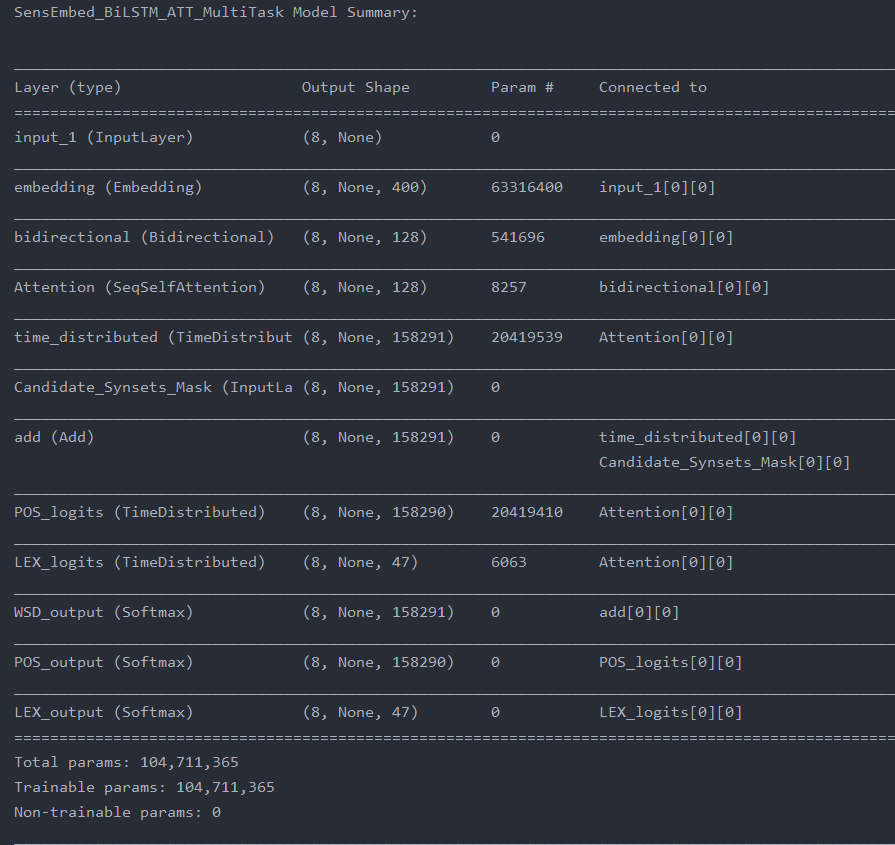 SensEmbed_BiLSTM_ATT_MultiTask Model Summary:
Layer (type) Output Shape Param # Connected to
input_1 (InputLayer) (8, None) 0
embedding (Embedding) (8, None, 400) 63316400 input_1[0][0]
bidirectional (Bidirectional) (8, None, 128) 541696 embedding[0][0]
Attention (SeqSelfAttention) (8, None, 128) 8257 bidirectional[0][0]
time_distributed (TimeDistribut (8, None, 158291) 20419539 Attention[0][0]
Candidate_Synsets_Mask (InputLa (8, None, 158291) 0
add (Add) (8, None, 158291) 0 time_distributed[0][0]
Candidate_Synsets_Mask[0][0]
POS_logits (TimeDistributed) (8, None, 158290) 20419410 Attention[0][0]
LEX_logits (TimeDistributed) (8, None, 47) 6063 Attention[0][0]
WSD_output (Softmax) (8, None, 158291) 0 add[0][0]
POS_output (Softmax) (8, None, 158290) 0 POS_logits[0][0]
LEX_output (Softmax) (8, None, 47) 0 LEX_logits[0][0]
Total params: 104,711,365
Trainable params: 104,711,365
Non-trainable params: 0